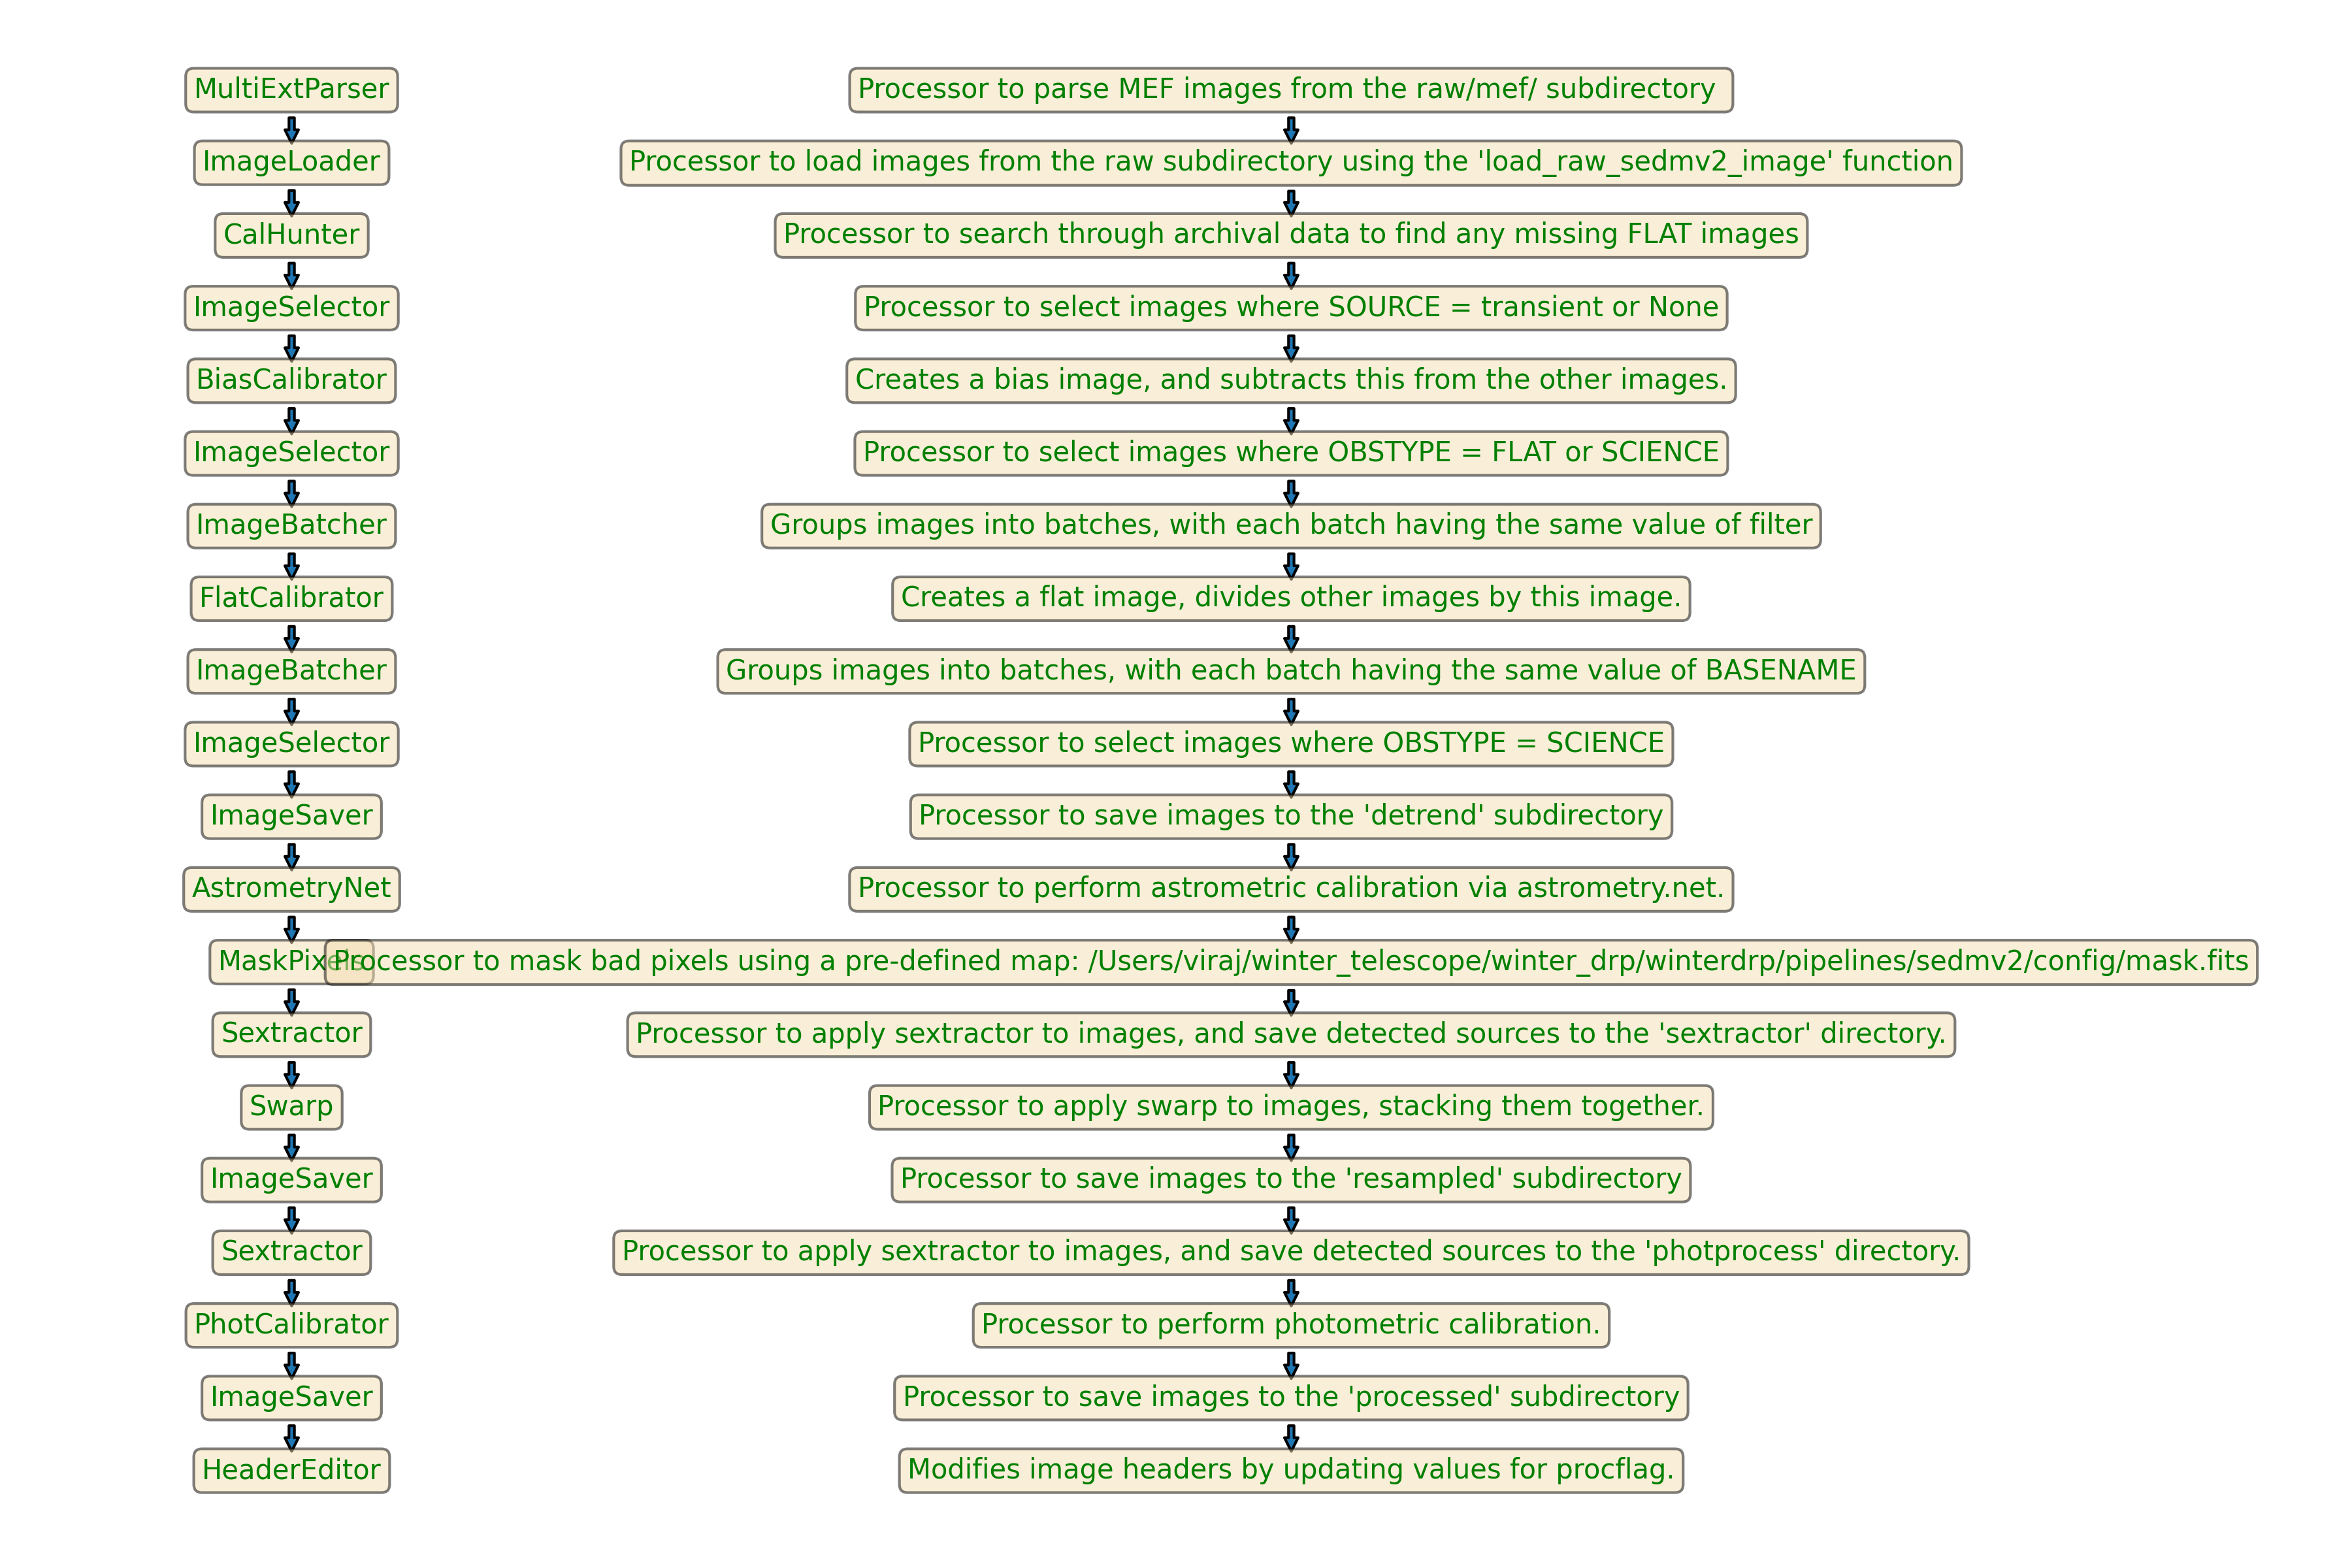 MultiExtParser
Processor to parse MEF images from the raw/mef/ subdirectory
ImageLoader
Processor to load images from the raw subdirectory using the 'load_raw_sedmv2_image' function
CalHunter
Processor to search through archival data to find any missing FLAT images
ImageSelector
Processor to select images where SOURCE = transient or None
BiasCalibrator
Creates a bias image, and subtracts this from the other images.
ImageSelector
Processor to select images where OBSTYPE = FLAT or SCIENCE
ImageBatcher
Groups images into batches, with each batch having the same value of filter
FlatCalibrator
Creates a flat image, divides other images by this image.
ImageBatcher
Groups images into batches, with each batch having the same value of BASENAME
ImageSelector
Processor to select images where OBSTYPE = SCIENCE
ImageSaver
Processor to save images to the 'detrend' subdirectory
AstrometryNet
Processor to perform astrometric calibration via astrometry.net.
MaskPixels
Processor to mask bad pixels using a pre-defined map: /Users/viraj/winter_telescope/winter_drp/winterdrp/pipelines/sedmv2/config/mask.fits
Sextractor
Processor to apply sextractor to images, and save detected sources to the 'sextractor' directory.
Swarp
Processor to apply swarp to images, stacking them together.
ImageSaver
Processor to save images to the 'resampled' subdirectory
Sextractor
Processor to apply sextractor to images, and save detected sources to the 'photprocess' directory.
PhotCalibrator
Processor to perform photometric calibration.
ImageSaver
Processor to save images to the 'processed' subdirectory
HeaderEditor
Modifies image headers by updating values for procflag.